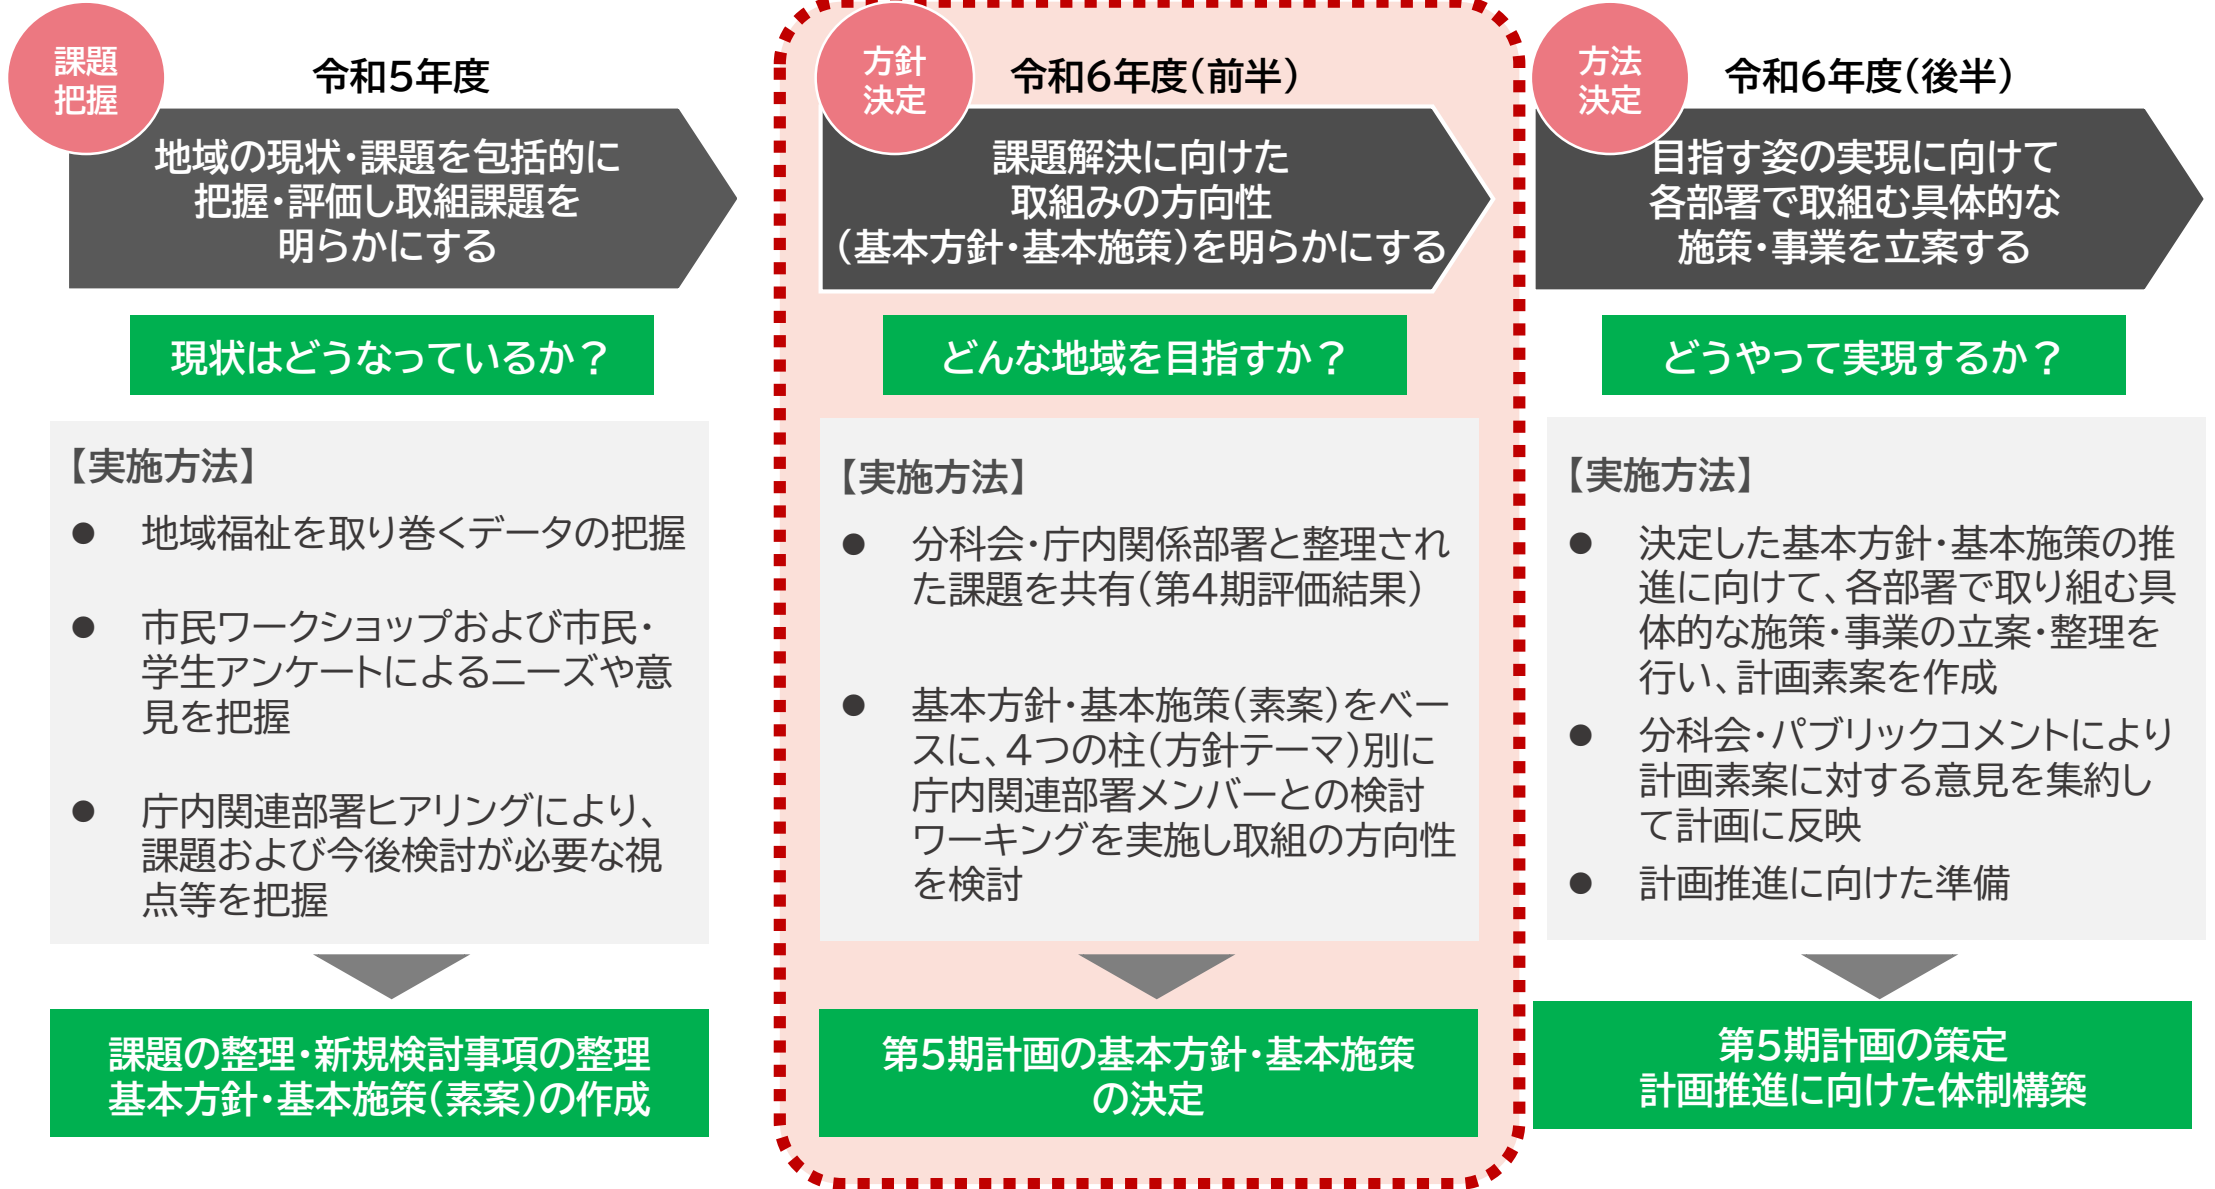 課題
把握
令和5年度
地域の現状・課題を包括的に
把握・評価し取組課題を
明らかにする
現状はどうなっているか？
【実施方法】
● 地域福祉を取り巻くデータの把握
● 市民ワークショップおよび市民・
学生アンケートによるニーズや意
見を把握
● 庁内関連部署ヒアリングにより、
課題および今後検討が必要な視
点等を把握
課題の整理・新規検討事項の整理
基本方針・基本施策（素案）の作成
方針
決定
令和6年度（前半）
課題解決に向けた
取組みの方向性
（基本方針・基本施策）を明らかにする
どんな地域を目指すか？
【実施方法】
● 分科会・庁内関係部署と整理され
た課題を共有（第4期評価結果）
● 基本方針・基本施策（素案）をベー
スに、4つの柱（方針テーマ）別に
庁内関連部署メンバーとの検討
ワーキングを実施し取組の方向性
を検討
第5期計画の基本方針・基本施策
の決定
方法
決定
令和6年度（後半）
目指す姿の実現に向けて
各部署で取組む具体的な
施策・事業を立案する
どうやって実現するか？
【実施方法】
● 決定した基本方針・基本施策の推
進に向けて、各部署で取り組む具
体的な施策・事業の立案・整理を
行い、計画素案を作成
● 分科会・パブリックコメントにより
計画素案に対する意見を集約し
て計画に反映
● 計画推進に向けた準備
第5期計画の策定
計画推進に向けた体制構築